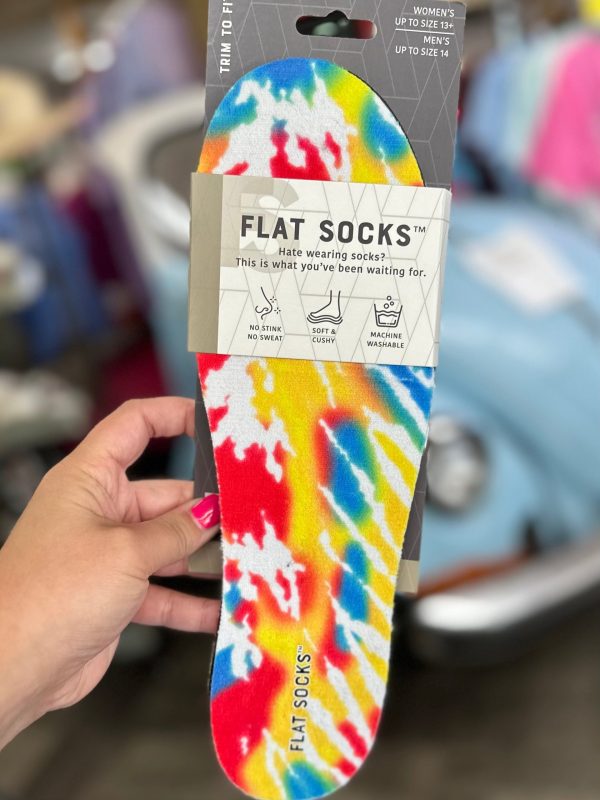 TRIM TO FI
WOMEN'S
UP TO SIZE 13+
MEN'S
UP TO SIZE 14
FLAT SOCKS™
Hate wearing socks?
This is what you've been waiting for.
NO STINK
NO SWEAT
SOFT &
CUSHY
MACHINE
WASHABLE
FLAT SOCKS™